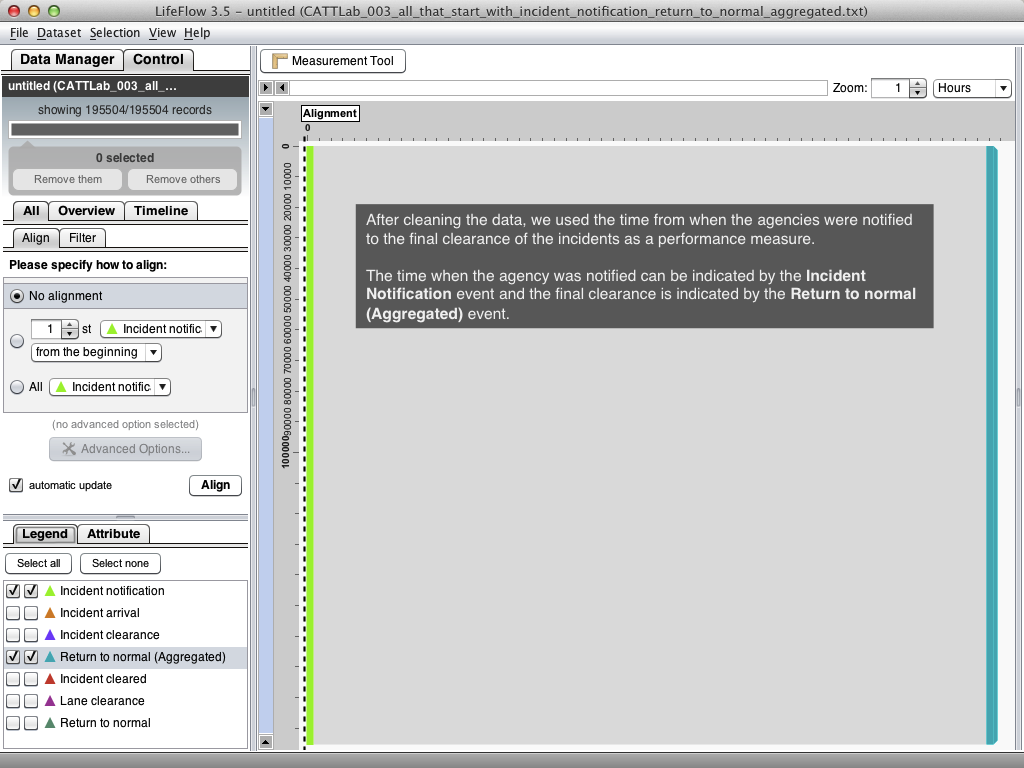 LifeFlow 3.5 - untitled (CATTLab_003_all_that_start_with_incident_notification_return_to_normal_aggregated.txt)
File Dataset Selection View Help
Data Manager Control
untitled (CATTLab_003_all_...
showing 195504/195504 records
0 selected
Remove them Remove others
All Overview Timeline
Align Filter
Please specify how to align:
No alignment
1 st Incident notific
from the beginning
All Incident notific
(no advanced option selected)
Advanced Options...
automatic update Align
Legend Attribute
Select all Select none
Incident notification
Incident arrival
Incident clearance
Return to normal (Aggregated)
Incident cleared
Lane clearance
Return to normal
Measurement Tool
Zoom: 1 Hours
Alignment
0
0
10000
20000
30000
40000
50000
60000
70000
80000
90000
100000
After cleaning the data, we used the time from when the agencies were notified
to the final clearance of the incidents as a performance measure.
The time when the agency was notified can be indicated by the Incident
Notification event and the final clearance is indicated by the Return to normal
(Aggregated) event.